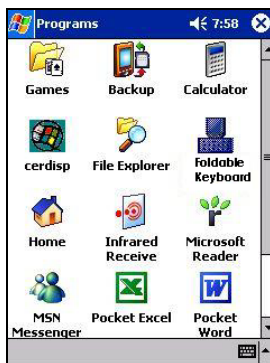 Programs 7:58
Games Backup Calculator
cerdisp File Explorer Foldable
Keyboard
Home Infrared Microsoft
Receive Reader
MSN Pocket Excel Pocket
Messenger Word